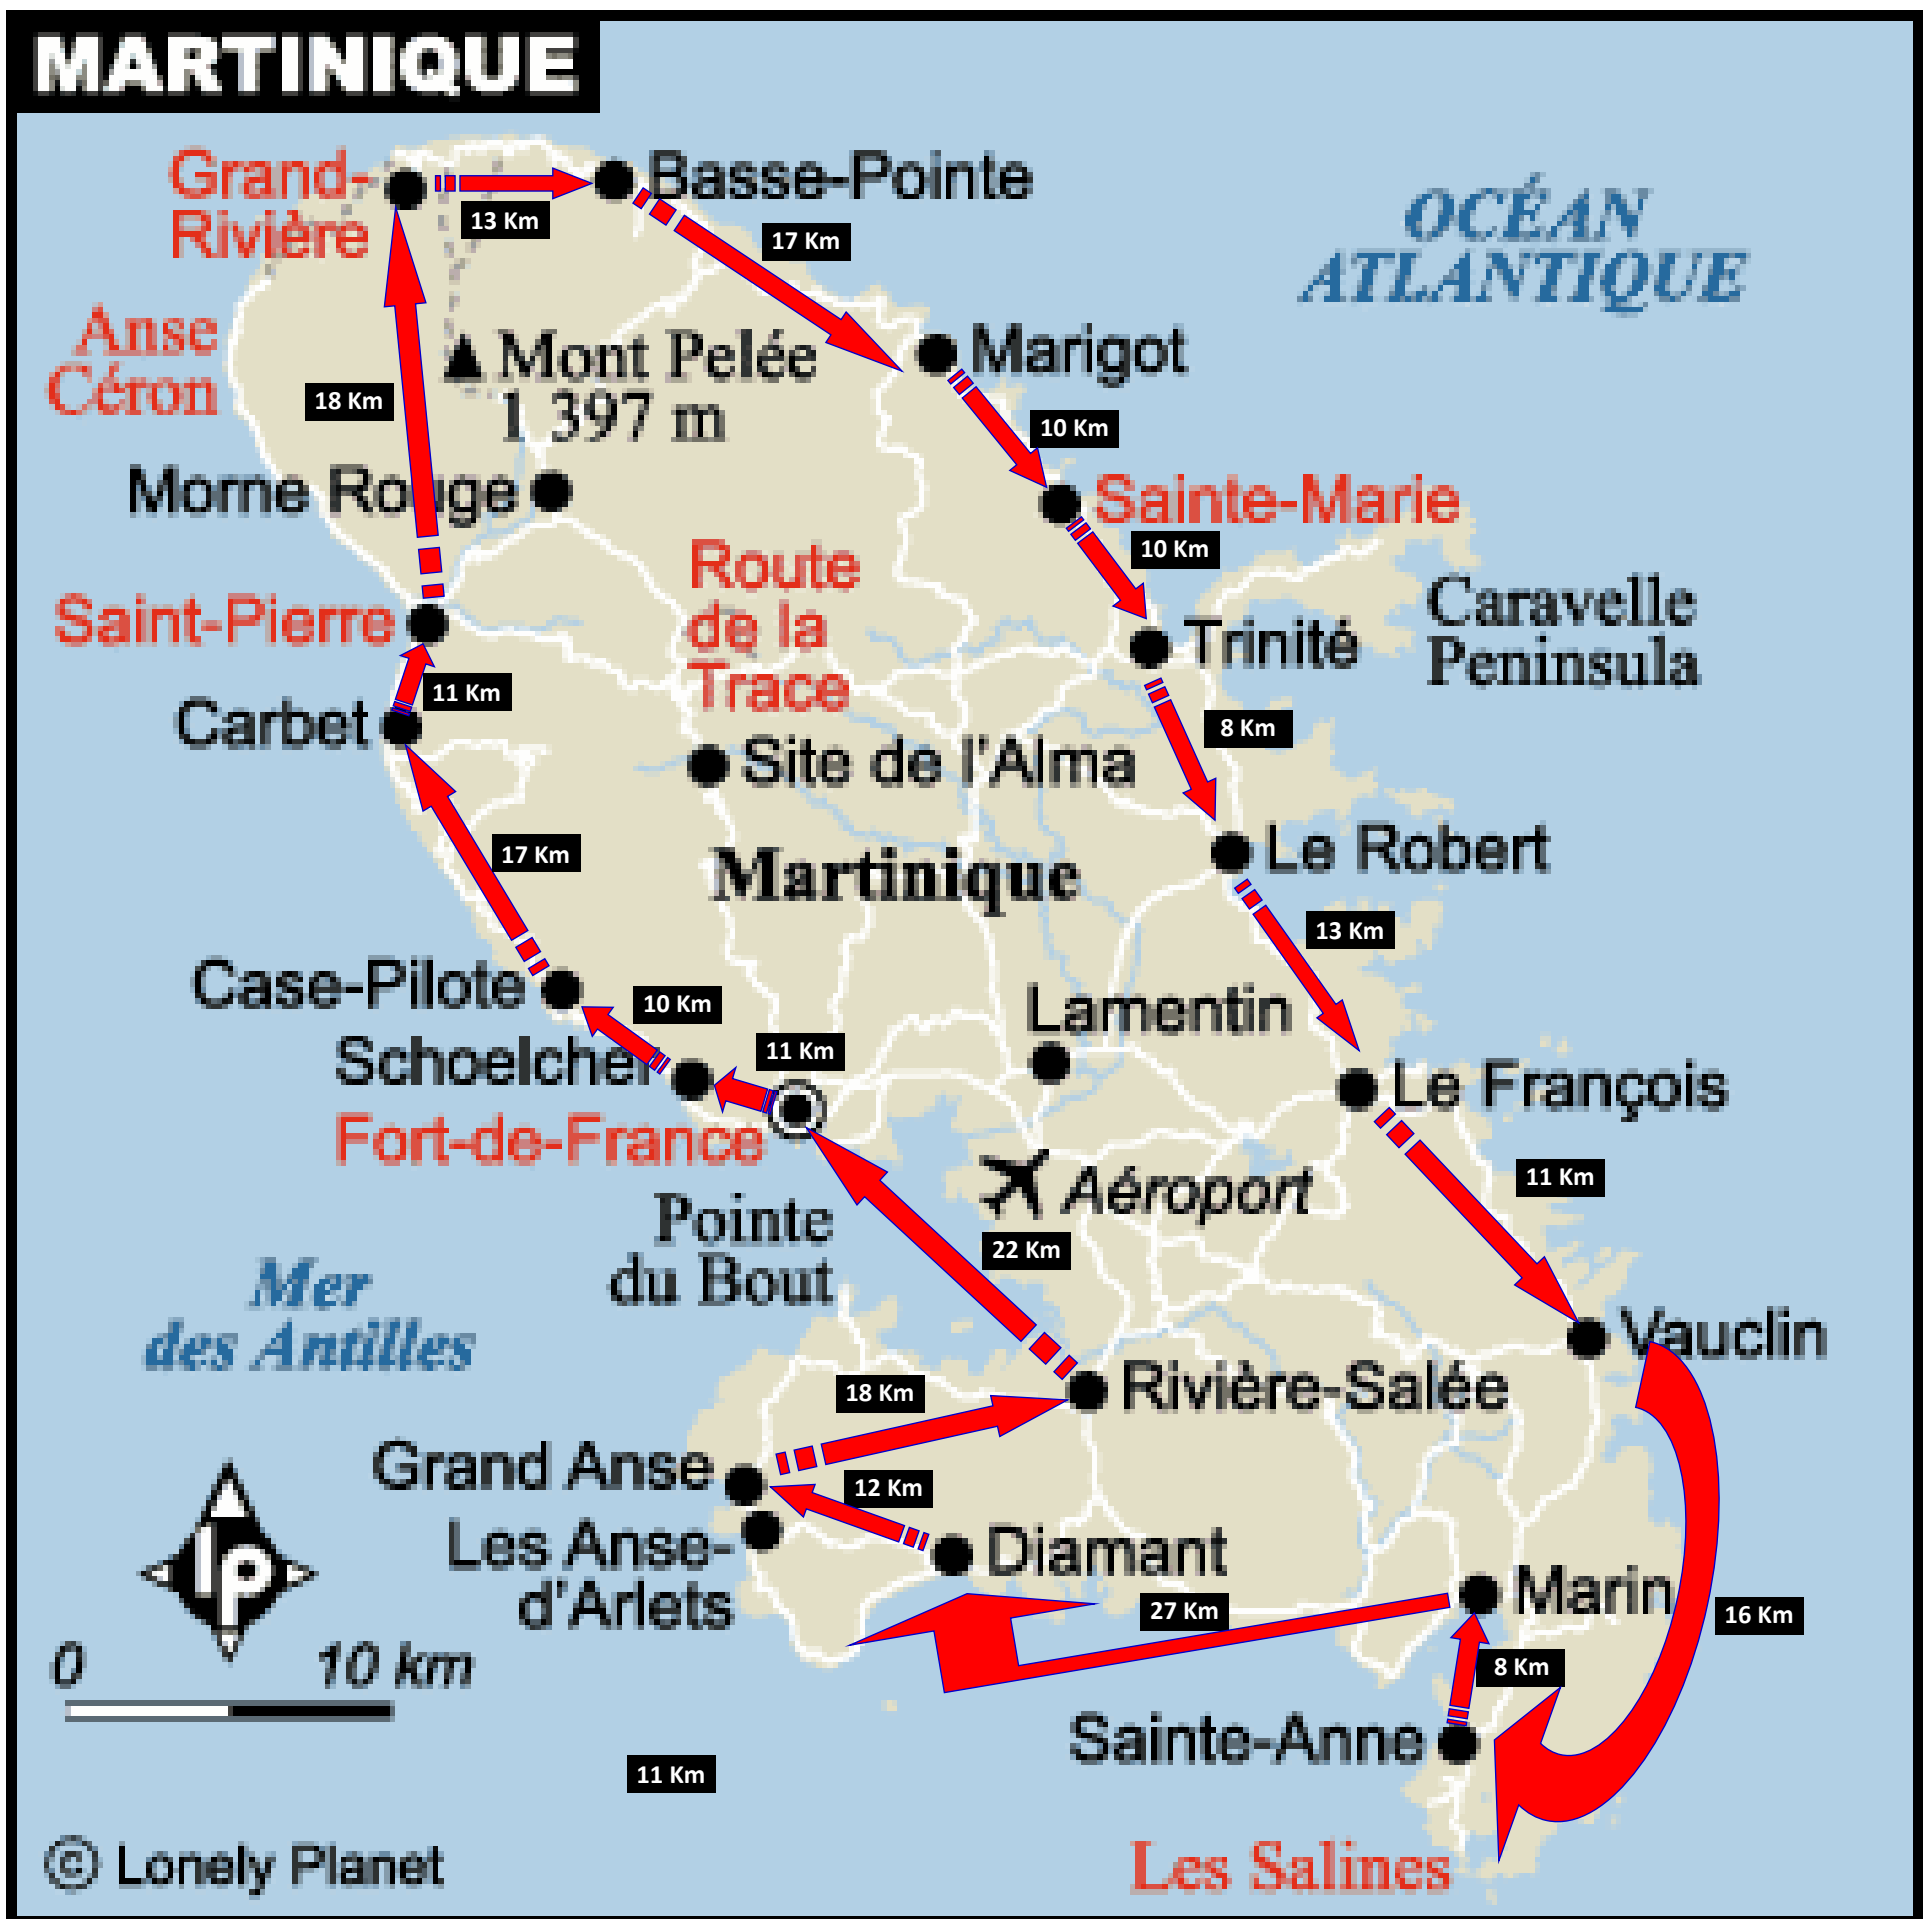 MARTINIQUE
Grand-
Rivière
Basse-Pointe
13 Km
17 Km
OCÉAN
ATLANTIQUE
Anse
Céron
Mont Pelée
1 397 m
Marigot
18 Km
10 Km
Morne Rouge
Sainte-Marie
10 Km
Route
de la
Trace
Caravelle
Peninsula
Saint-Pierre
Trinité
11 Km
Carbet
8 Km
Site de l'Alma
17 Km
Martinique
Le Robert
13 Km
Case-Pilote
10 Km
Lamentin
Schoelcher
11 Km
Le François
Fort-de-France
Aéroport
11 Km
Pointe
du Bout
22 Km
Mer
des Antilles
Vauclin
18 Km
Rivière-Salée
Grand Anse
12 Km
Les Anse-
d'Arlets
Diamant
Marin
27 Km
16 Km
lp
0 10 km
8 Km
Sainte-Anne
11 Km
Les Salines
© Lonely Planet